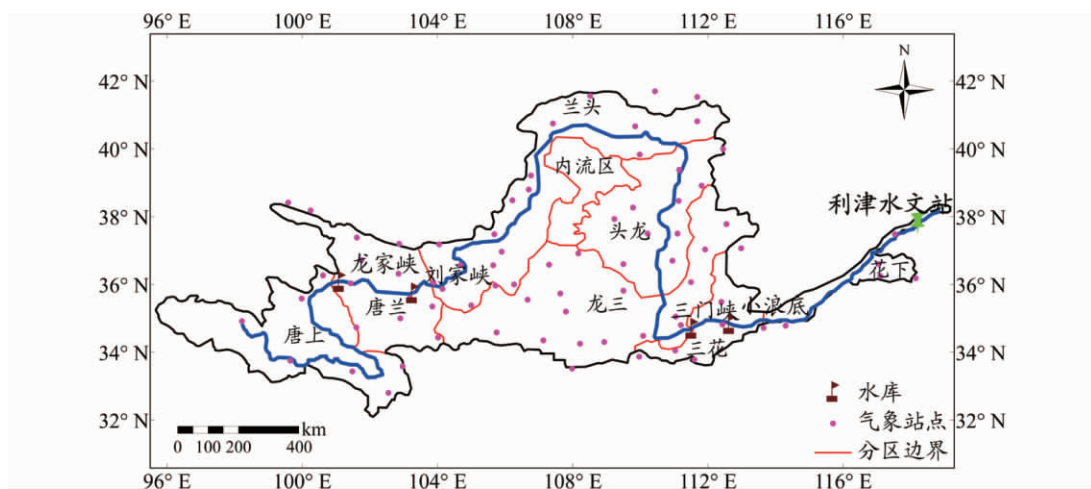 96° E 100° E 104° E 108° E 112° E 116° E
N
42° N 42° N
兰头
40° N 40° N
内流区
38° N 利津水文站 38° N
头龙
36° N 龙家峡 刘家峡 花下 36° N
唐兰 龙三 三门峡 小浪底
唐上
34° N 三花 34° N
水库
32° N km 气象站点 32° N
0 100 200 400 分区边界
96° E 100° E 104° E 108° E 112° E 116° E